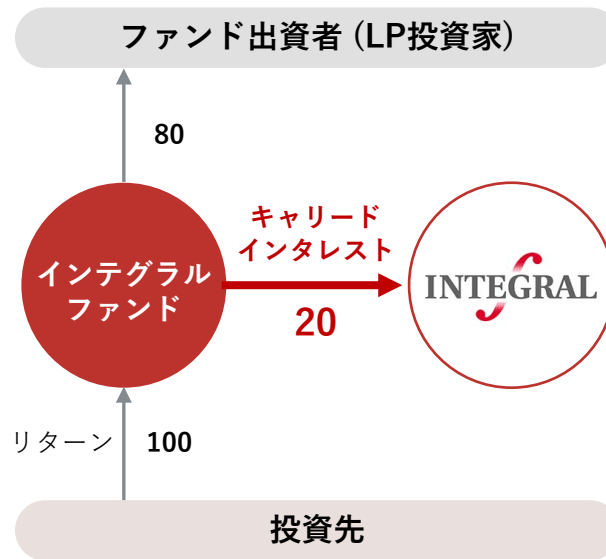 ファンド出資者 (LP投資家)
80
キャリード
インタレスト
インテグラル
ファンド
20
INTEGRAL
リターン 100
投資先